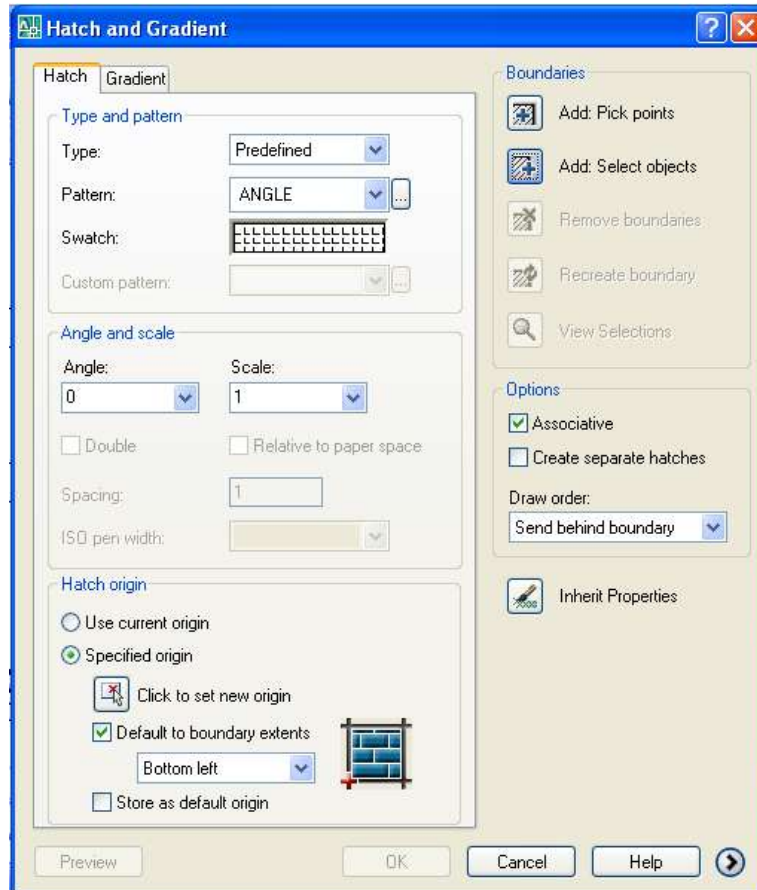 Hatch and Gradient
Hatch
Gradient
Type and pattern
Type:
Predefined
Pattern:
ANGLE
...
Swatch:
Custom pattern:
...
Angle and scale
Angle:
Scale:
0
1
Double
Relative to paper space
Spacing:
1
ISO pen width:
Hatch origin
Use current origin
Specified origin
Click to set new origin
Default to boundary extents
Bottom left
Store as default origin
Boundaries
Add: Pick points
Add: Select objects
Remove boundaries
Recreate boundary
View Selections
Options
Associative
Create separate hatches
Draw order:
Send behind boundary
Inherit Properties
Preview
OK
Cancel
Help